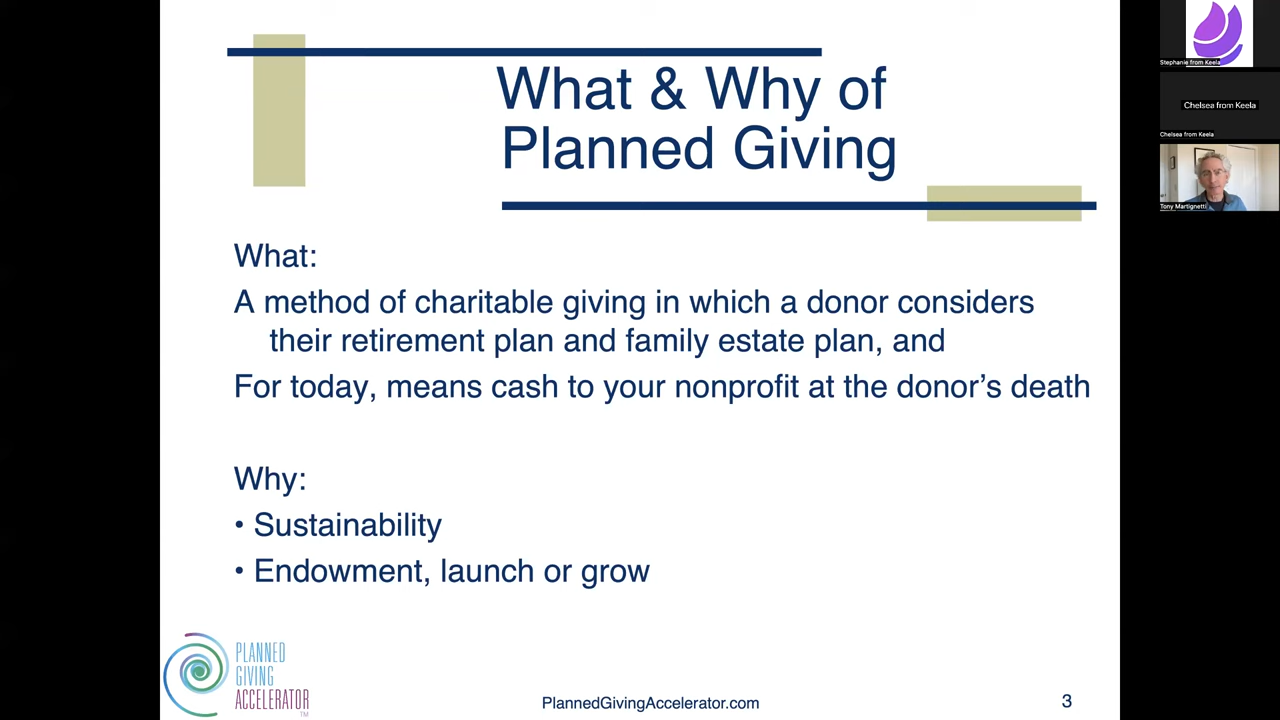 What & Why of
Planned Giving
What:
A method of charitable giving in which a donor considers
their retirement plan and family estate plan, and
For today, means cash to your nonprofit at the donor’s death
Why:
• Sustainability
• Endowment, launch or grow
PLANNED
GIVING
ACCELERATOR
TM
PlannedGivingAccelerator.com
3
Stephanie from Keela
Chelsea from Keela
Chelsea from Keela
Tony Martignetti